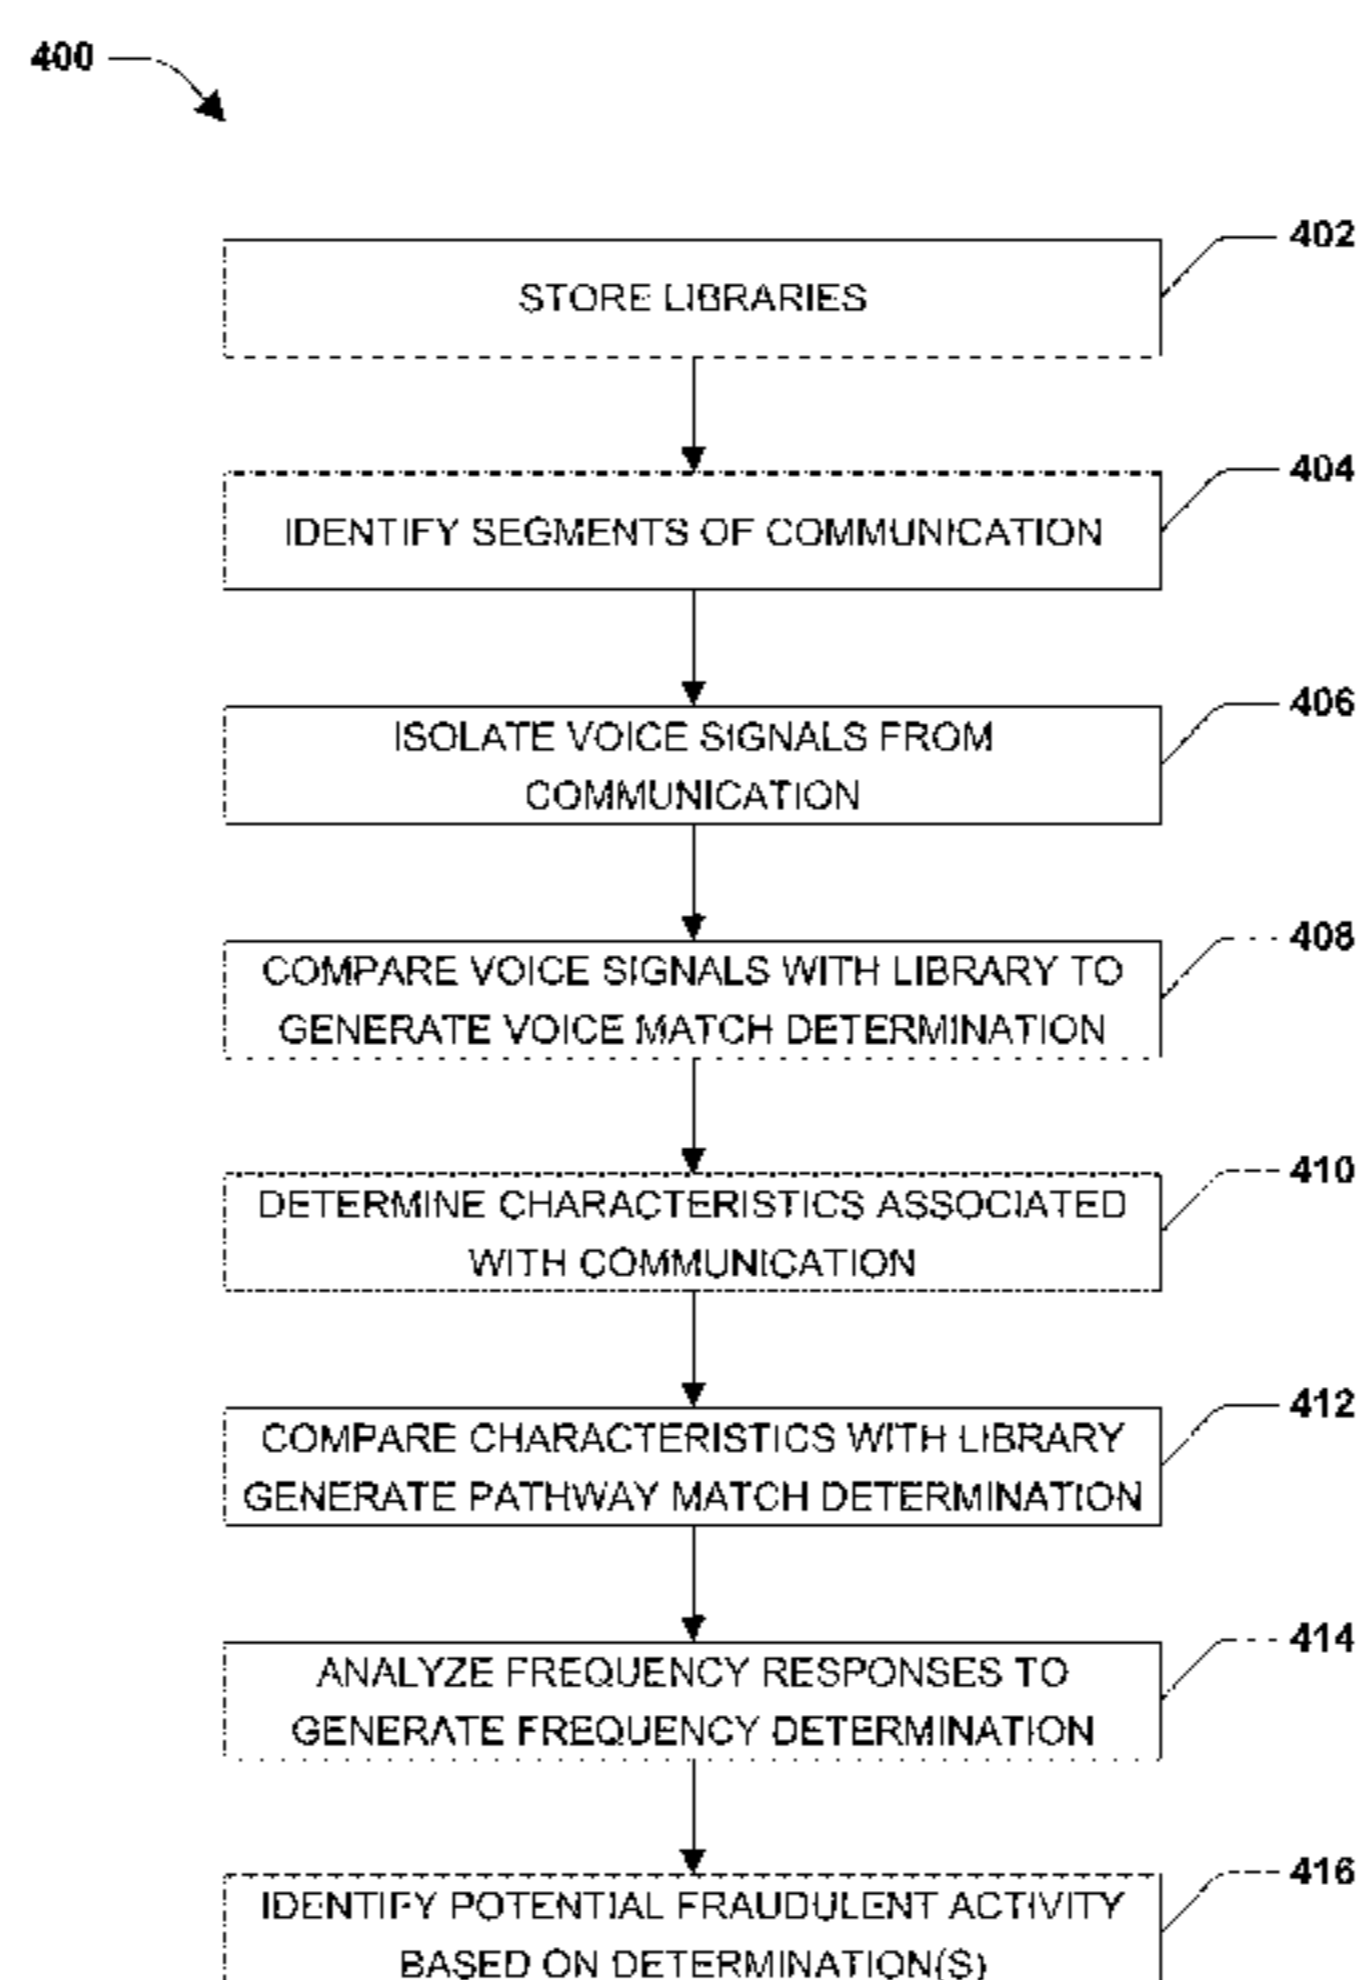 400
402
STORE LIBRARIES
404
IDENTIFY SEGMENTS OF COMMUNICATION
406
ISOLATE VOICE SIGNALS FROM
COMMUNICATION
408
COMPARE VOICE SIGNALS WITH LIBRARY TO
GENERATE VOICE MATCH DETERMINATION
410
DETERMINE CHARACTERISTICS ASSOCIATED
WITH COMMUNICATION
412
COMPARE CHARACTERISTICS WITH LIBRARY
GENERATE PATHWAY MATCH DETERMINATION
414
ANALYZE FREQUENCY RESPONSES TO
GENERATE FREQUENCY DETERMINATION
416
IDENTIFY POTENTIAL FRAUDULENT ACTIVITY
BASED ON DETERMINATION(S)